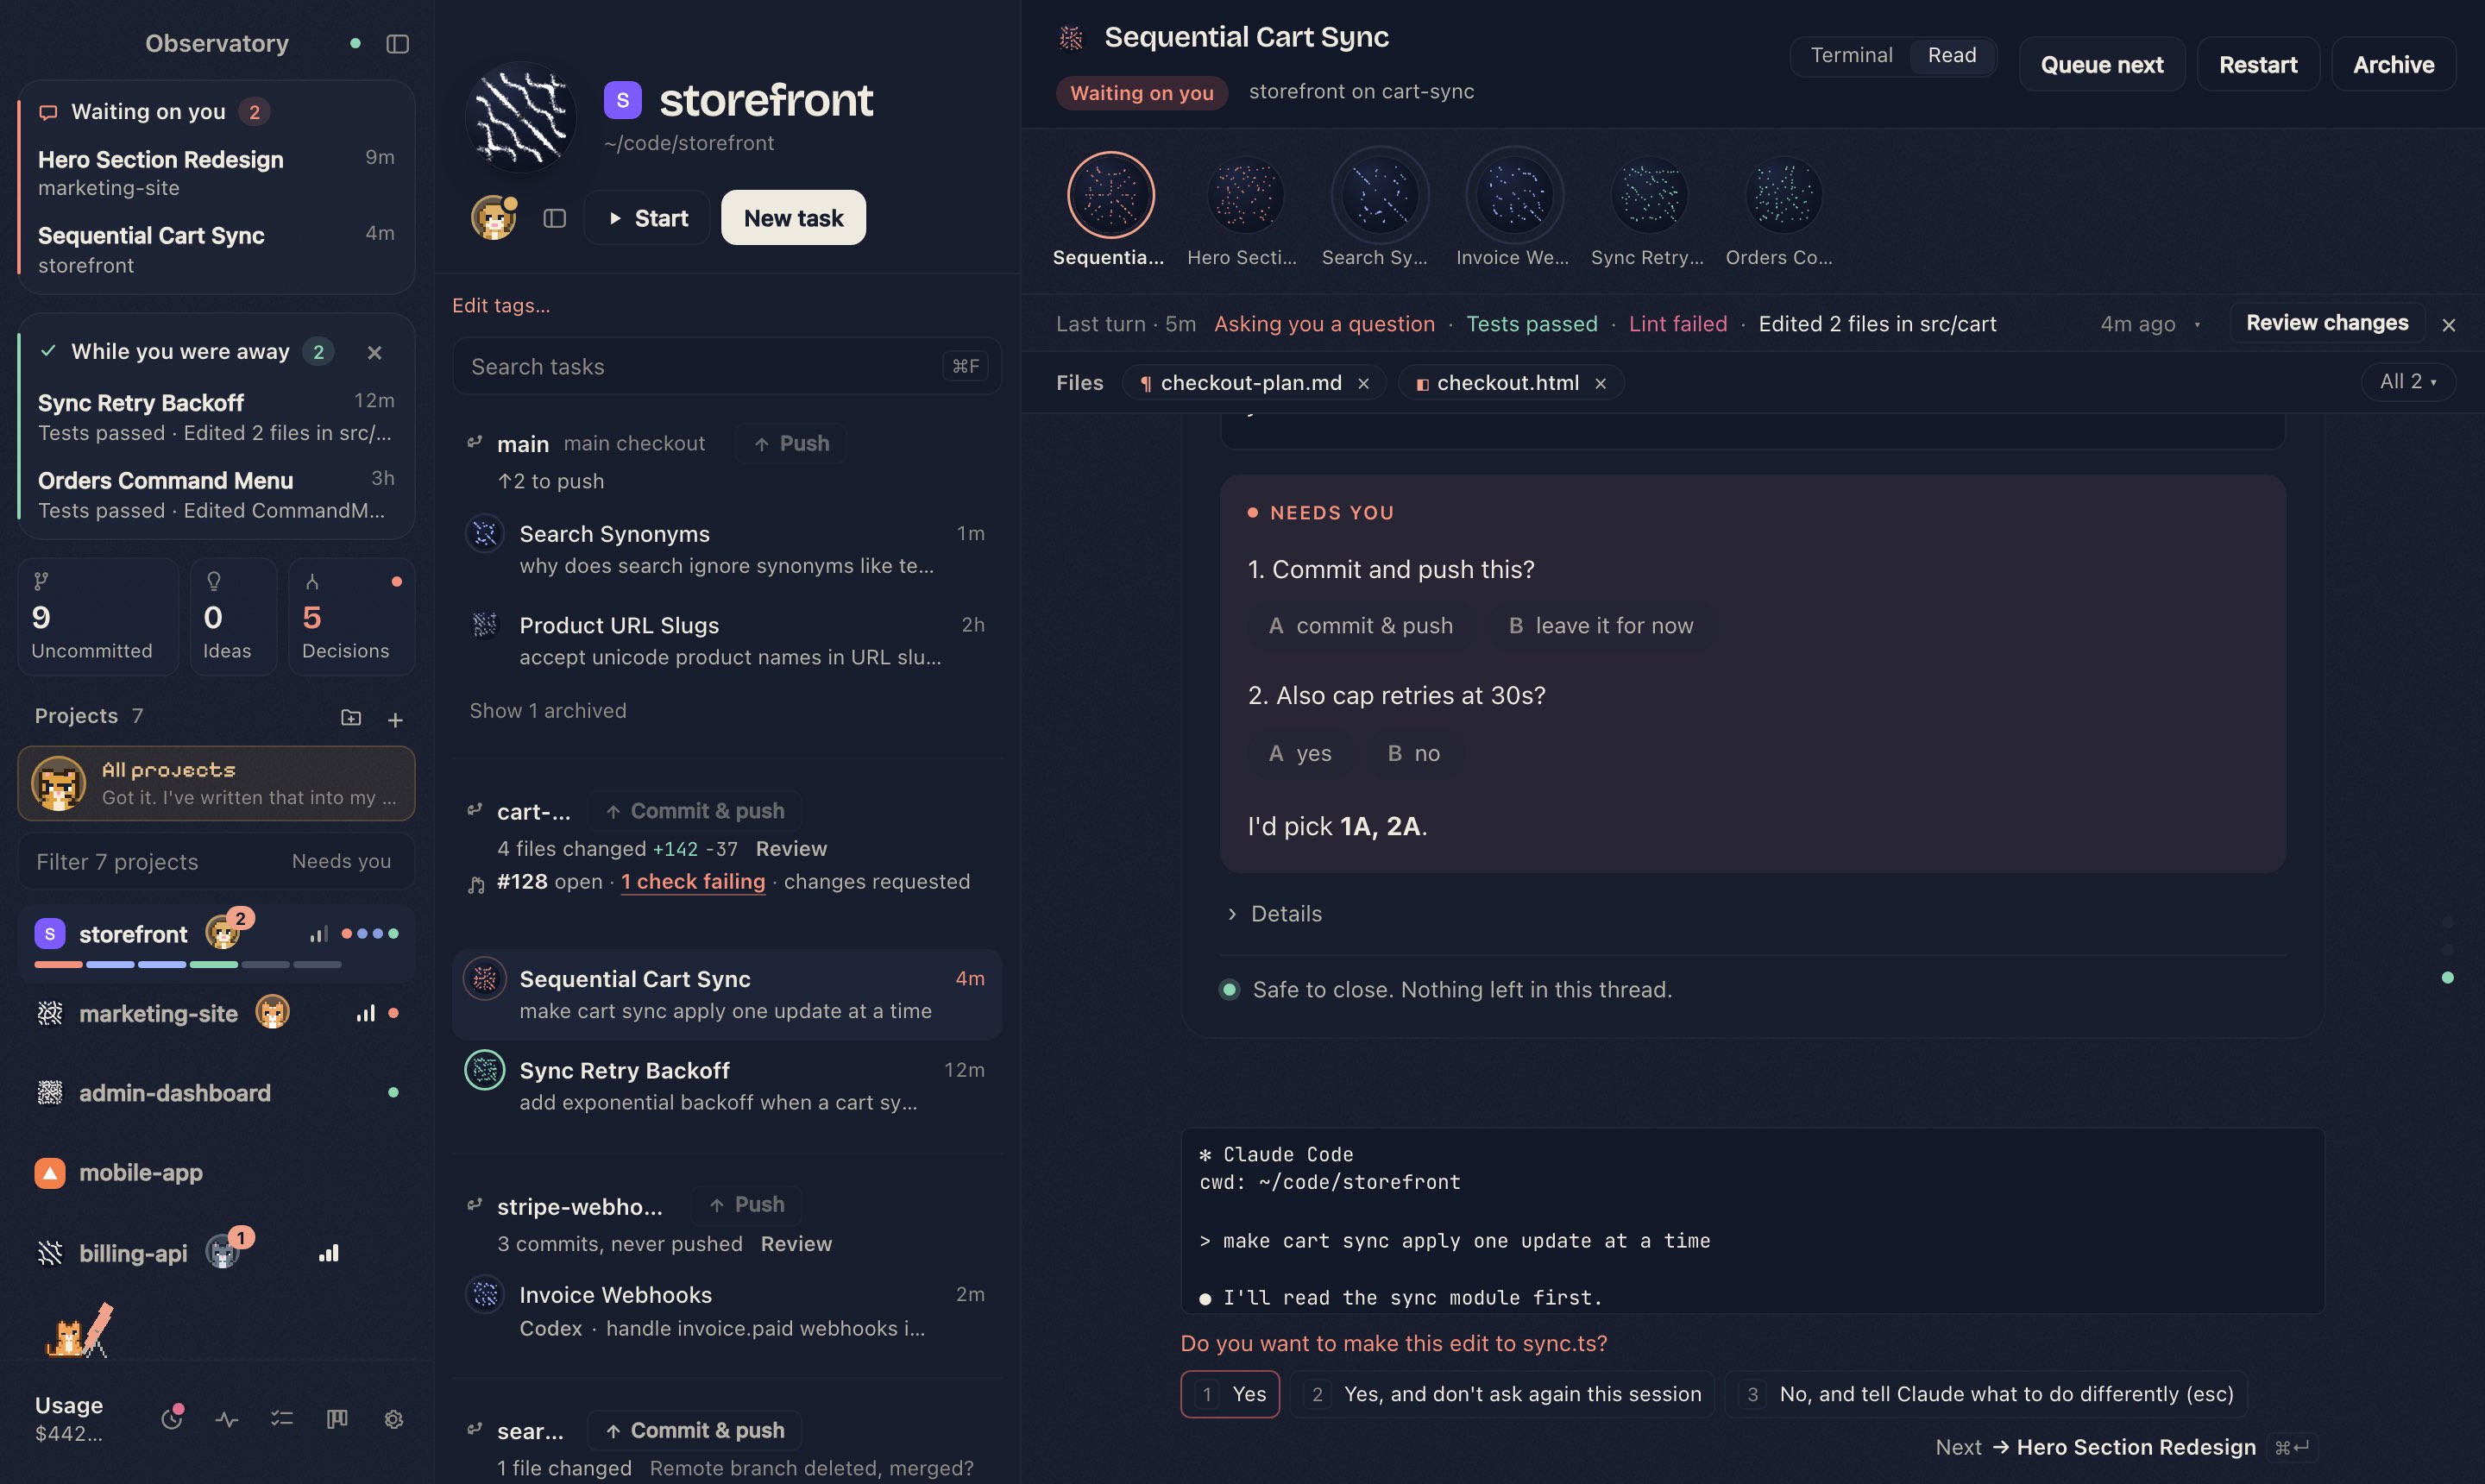 Observatory
Waiting on you 2
Hero Section Redesign 9m
marketing-site
Sequential Cart Sync 4m
storefront
While you were away 2
Sync Retry Backoff 12m
Tests passed · Edited 2 files in src/...
Orders Command Menu 3h
Tests passed · Edited CommandM...
9
Uncommitted
0
Ideas
5
Decisions
Projects 7
All projects
Got it. I've written that into my ...
Filter 7 projects Needs you
S storefront 2
marketing-site
admin-dashboard
mobile-app
billing-api 1
Usage
$442...
S storefront
~/code/storefront
Start
New task
Edit tags...
Search tasks ⌘F
main main checkout ↑ Push
↑2 to push
Search Synonyms 1m
why does search ignore synonyms like te...
Product URL Slugs 2h
accept unicode product names in URL slu...
Show 1 archived
cart-... ↑ Commit & push
4 files changed +142 -37 Review
#128 open · 1 check failing · changes requested
Sequential Cart Sync 4m
make cart sync apply one update at a time
Sync Retry Backoff 12m
add exponential backoff when a cart sy...
stripe-webho... ↑ Push
3 commits, never pushed Review
Invoice Webhooks 2m
Codex · handle invoice.paid webhooks i...
sear... ↑ Commit & push
1 file changed Remote branch deleted, merged?
Sequential Cart Sync
Waiting on you storefront on cart-sync
Terminal Read
Queue next
Restart
Archive
Sequentia... Hero Secti... Search Sy... Invoice We... Sync Retry... Orders Co...
Last turn · 5m Asking you a question · Tests passed · Lint failed · Edited 2 files in src/cart 4m ago · Review changes ×
Files ¶ checkout-plan.md × checkout.html × All 2 ▾
NEEDS YOU
1. Commit and push this?
A commit & push B leave it for now
2. Also cap retries at 30s?
A yes B no
I'd pick 1A, 2A.
› Details
Safe to close. Nothing left in this thread.
✻ Claude Code
cwd: ~/code/storefront
> make cart sync apply one update at a time
● I'll read the sync module first.
Do you want to make this edit to sync.ts?
1 Yes 2 Yes, and don't ask again this session 3 No, and tell Claude what to do differently (esc)
Next → Hero Section Redesign ⌘↵